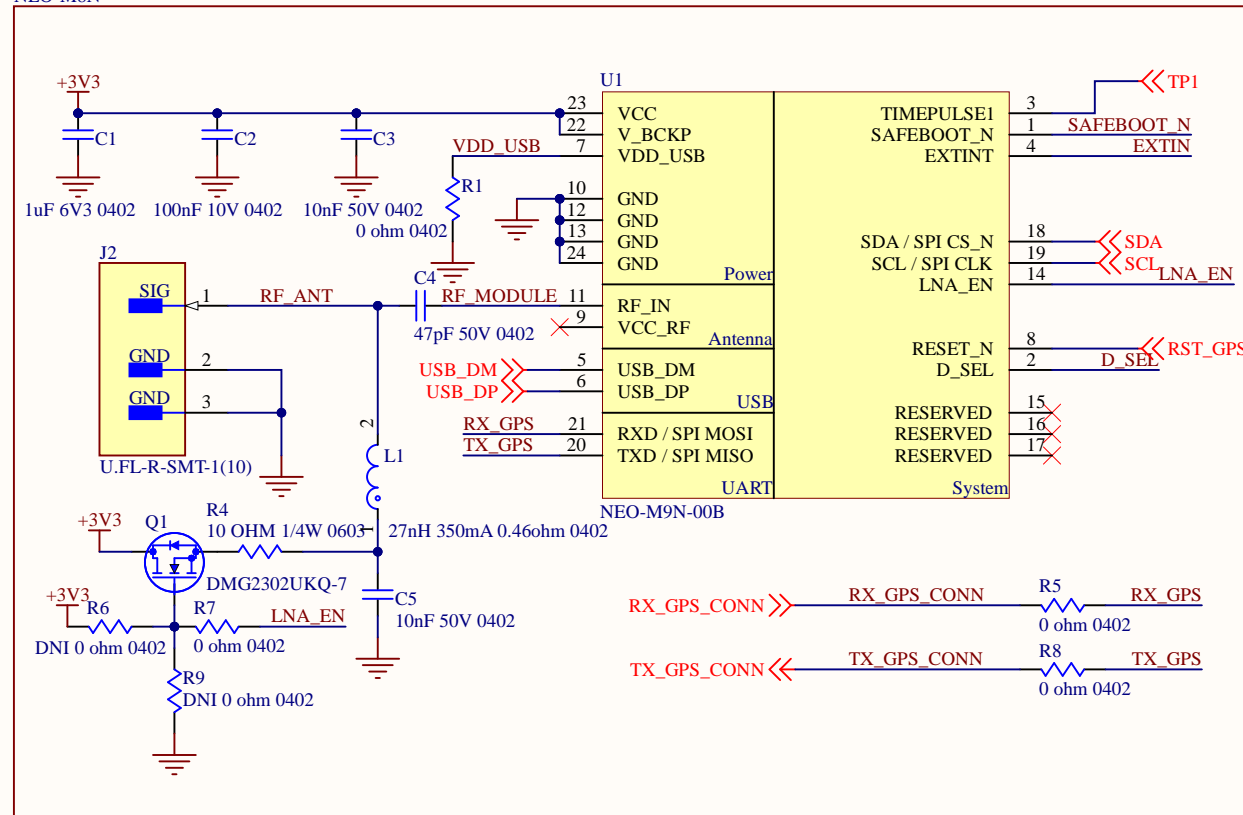 U1
+3V3
23
VCC
22
V_BCKP
7
VDD_USB
VDD_USB
C1
C2
C3
1uF 6V3 0402
100nF 10V 0402
10nF 50V 0402
R1
0 ohm 0402
10
GND
12
GND
13
GND
24
GND
Power
TIMEPULSE1
3
TP1
SAFEBOOT_N
1
SAFEBOOT_N
EXTINT
4
EXTIN
SDA / SPI CS_N
18
SDA
SCL / SPI CLK
19
SCL
LNA_EN
14
LNA_EN
J2
SIG
1
RF_ANT
C4
RF_MODULE
11
RF_IN
47pF 50V 0402
9
VCC_RF
Antenna
GND
2
GND
3
U.FL-R-SMT-1(10)
USB_DM
5
USB_DM
USB_DP
6
USB_DP
USB
RESET_N
8
RST_GPS
D_SEL
2
D_SEL
RX_GPS
21
RXD / SPI MOSI
TX_GPS
20
TXD / SPI MISO
UART
RESERVED
15
RESERVED
16
RESERVED
17
System
NEO-M9N-00B
2
L1
1
27nH 350mA 0.46ohm 0402
+3V3
Q1
R4
10 OHM 1/4W 0603
DMG2302UKQ-7
C5
10nF 50V 0402
+3V3
R6
DNI 0 ohm 0402
R7
0 ohm 0402
LNA_EN
R9
DNI 0 ohm 0402
RX_GPS_CONN
RX_GPS_CONN
R5
0 ohm 0402
RX_GPS
TX_GPS_CONN
TX_GPS_CONN
R8
0 ohm 0402
TX_GPS